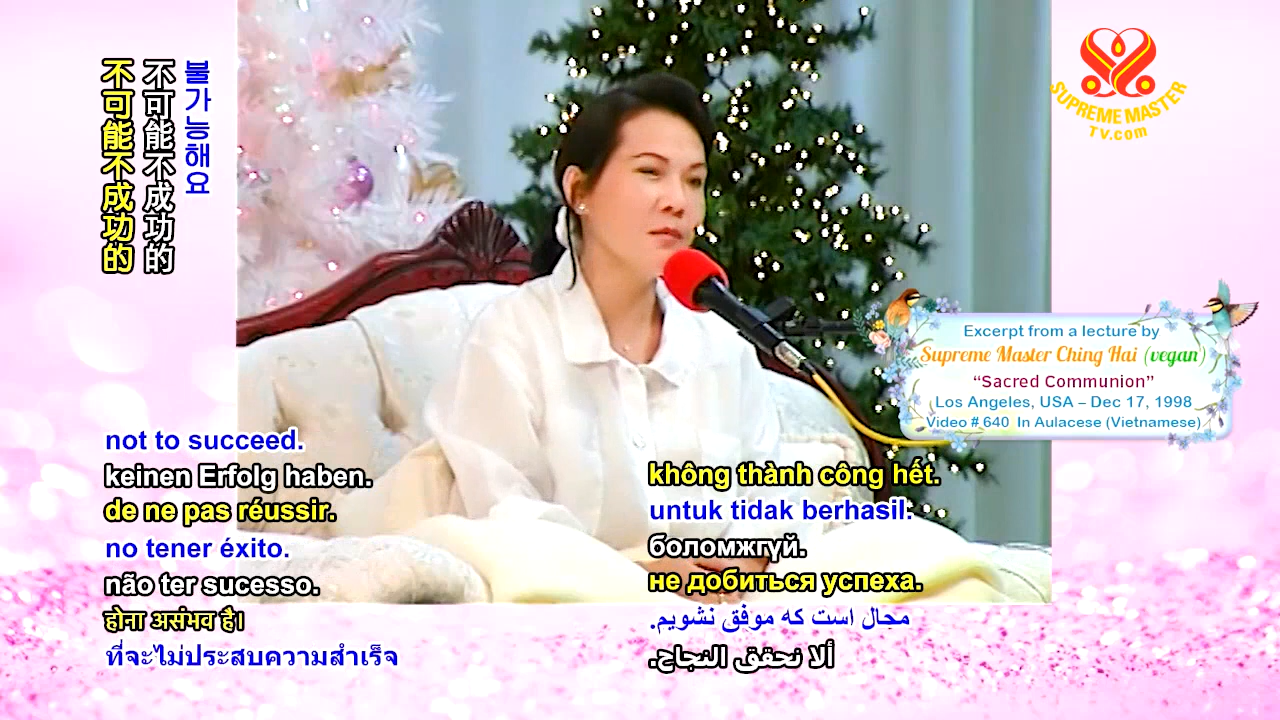 불가능해요
不可能不成功的
不可能不成功的
SUPREME MASTER
TV.com
Excerpt from a lecture by
Supreme Master Ching Hai (vegan)
“Sacred Communion”
Los Angeles, USA – Dec 17, 1998
Video # 640 In Aulacese (Vietnamese)
not to succeed.
keinen Erfolg haben.
de ne pas réussir.
no tener éxito.
não ter sucesso.
होना असंभव है।
ที่จะไม่ประสบความสำเร็จ
không thành công hết.
untuk tidak berhasil.
боломжгүй.
не добиться успеха.
مجال است که موفق نشویم.
ألا نحقق النجاح.